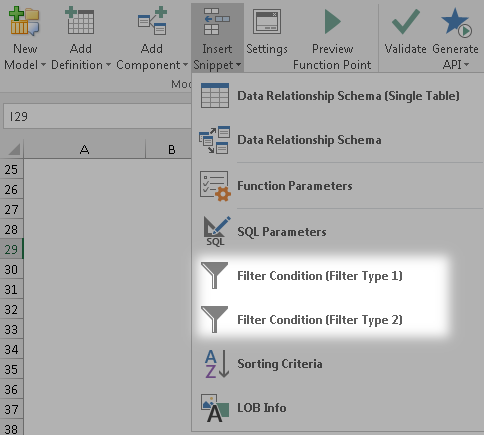 New Model
Add Definition
Add Component
Insert Snippet
Settings
Preview Function Point
Validate
Generate API
Mod
I29
A
B
25
26
27
28
29
30
31
32
33
34
35
36
37
38
Data Relationship Schema (Single Table)
Data Relationship Schema
Function Parameters
SQL
SQL Parameters
Filter Condition (Filter Type 1)
Filter Condition (Filter Type 2)
A
Z
Sorting Criteria
A
LOB Info